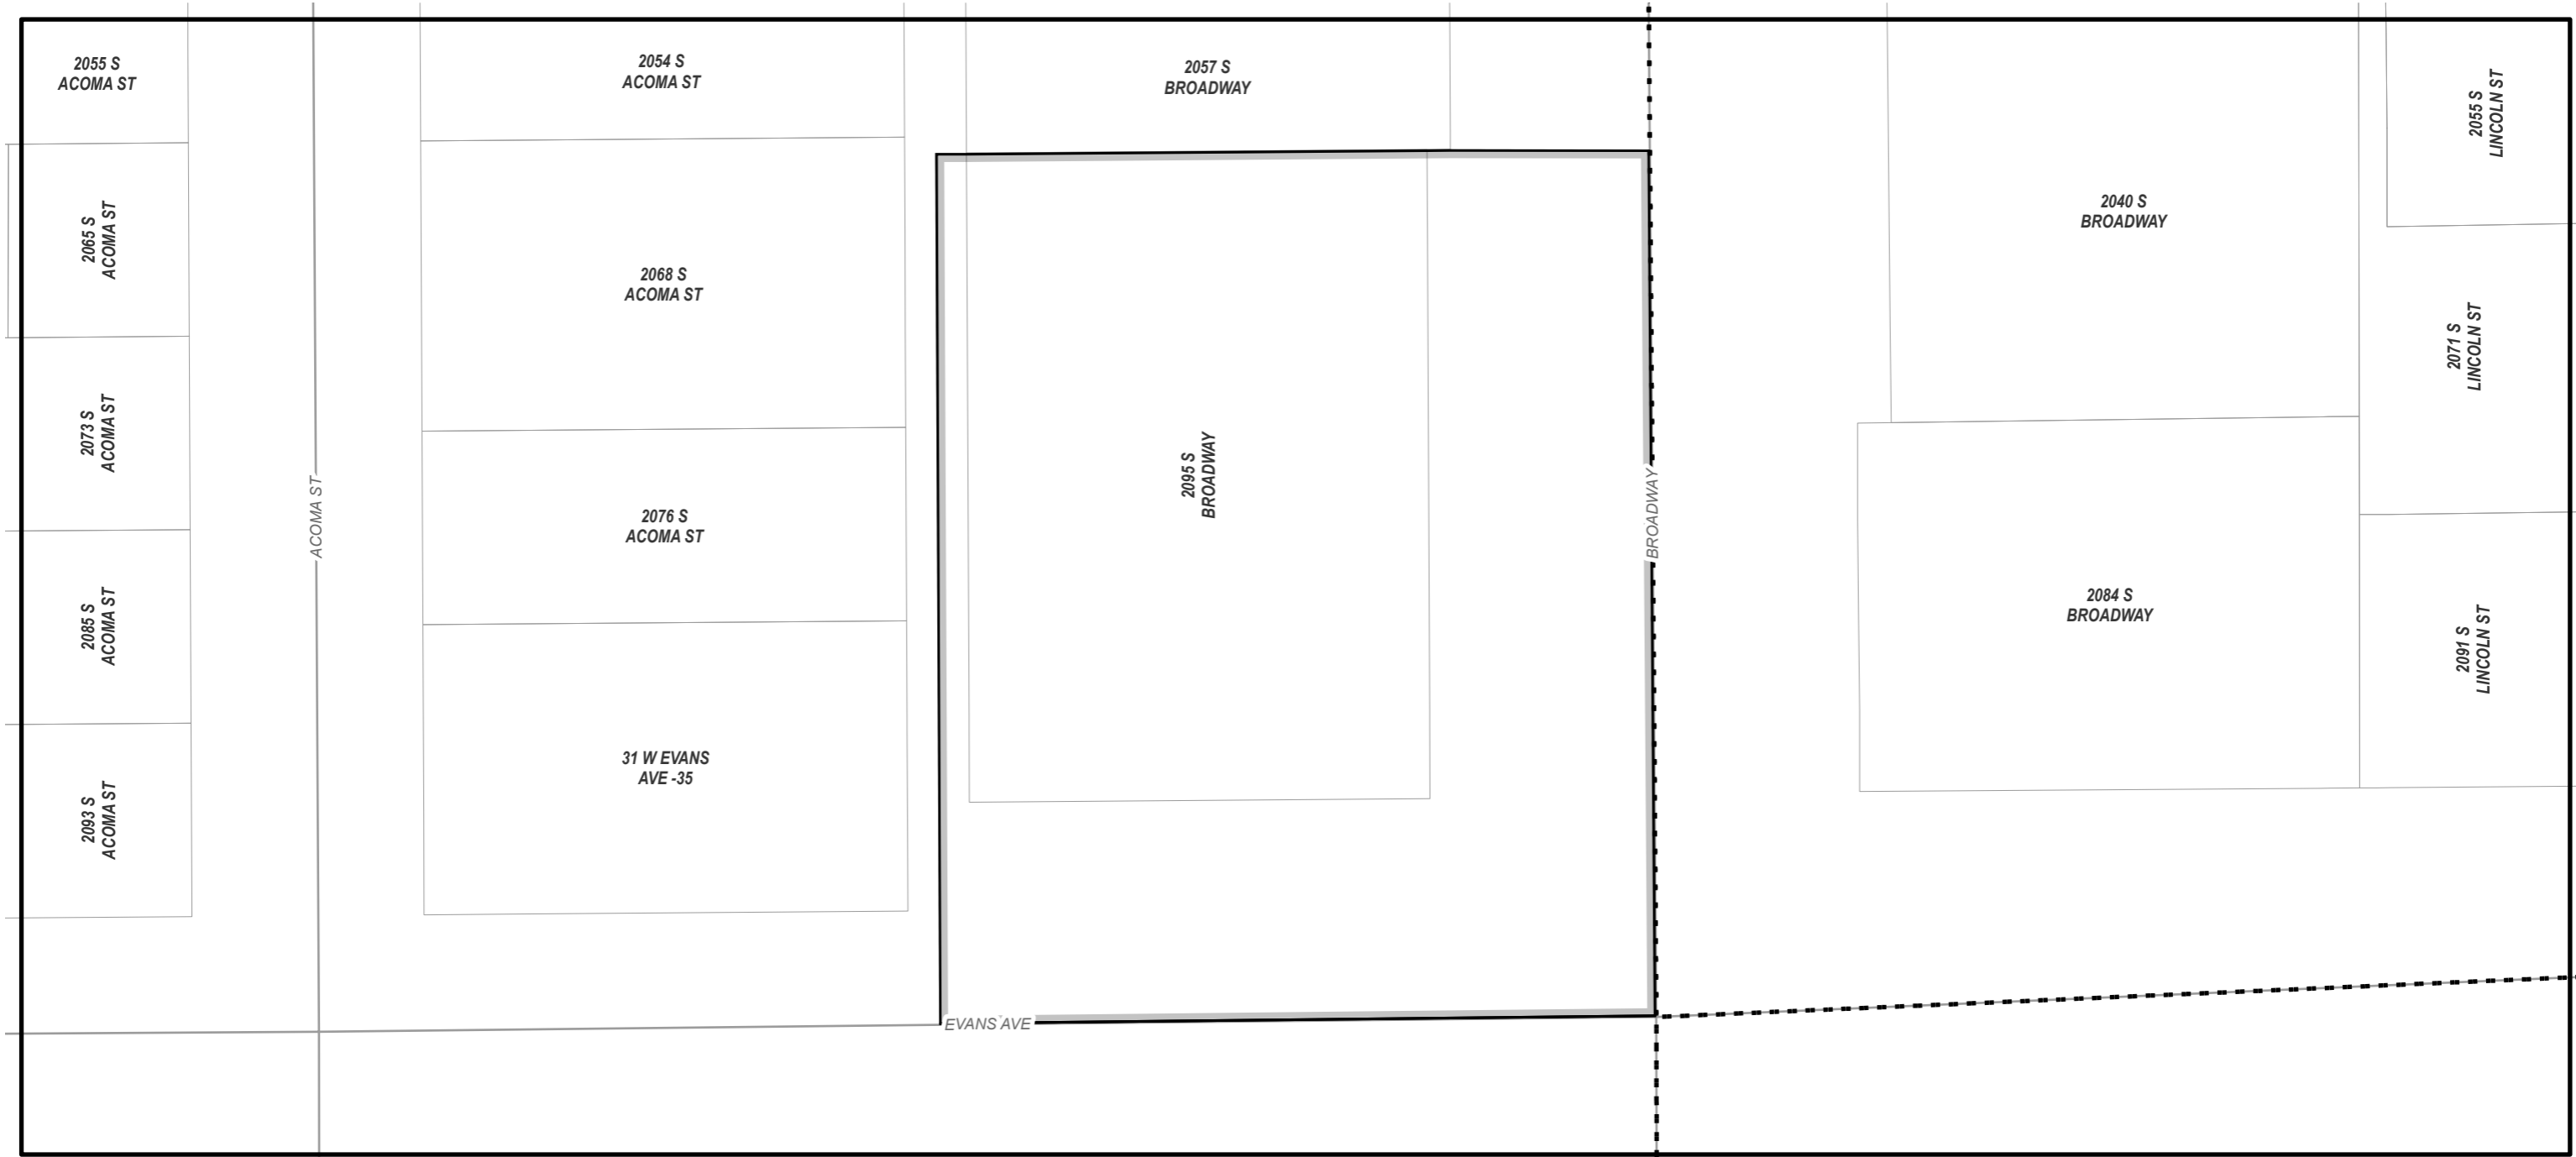 2055 S
ACOMA ST
2054 S
ACOMA ST
2057 S
BROADWAY
2055 S
LINCOLN ST
2065 S
ACOMA ST
2068 S
ACOMA ST
2040 S
BROADWAY
2071 S
LINCOLN ST
2073 S
ACOMA ST
ACOMA ST
2076 S
ACOMA ST
2095 S
BROADWAY
BROADWAY
2084 S
BROADWAY
2085 S
ACOMA ST
2091 S
LINCOLN ST
31 W EVANS
AVE -35
2093 S
ACOMA ST
EVANS AVE